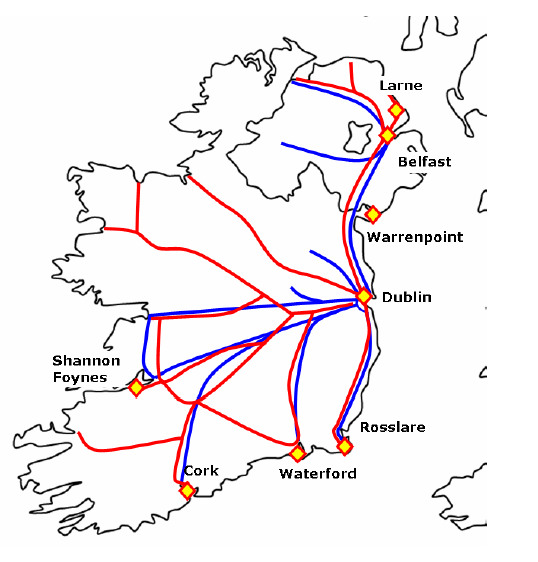 Larne
Belfast
Warrenpoint
Dublin
Shannon
Foynes
Rosslare
Cork
Waterford